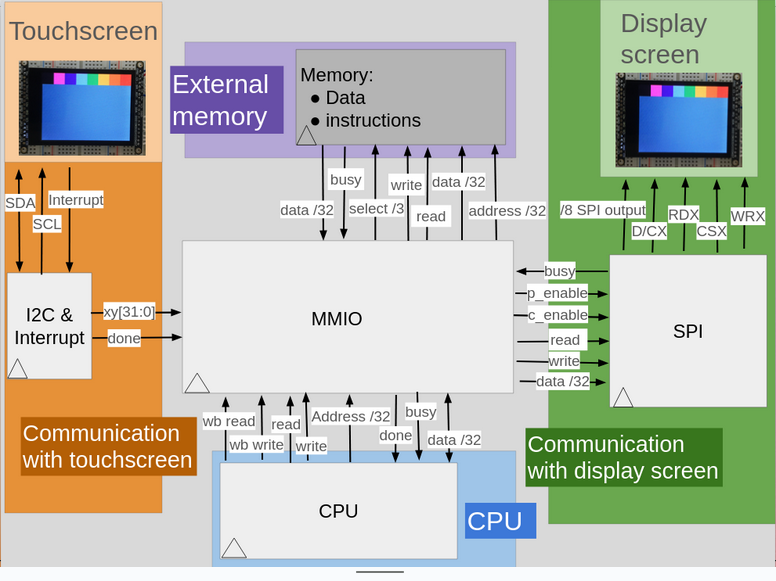 Touchscreen
Display
screen
External
memory
Memory:
● Data
● instructions
SDA
SCL
Interrupt
data /32
busy
select /3
write
read
data /32
address /32
/8 SPI output
D/CX
RDX
CSX
WRX
I2C &
Interrupt
xy[31:0]
done
MMIO
busy
p_enable
c_enable
read
write
data /32
SPI
wb read
wb write
read
write
Address /32
done
busy
data /32
Communication
with touchscreen
Communication
with display screen
CPU
CPU